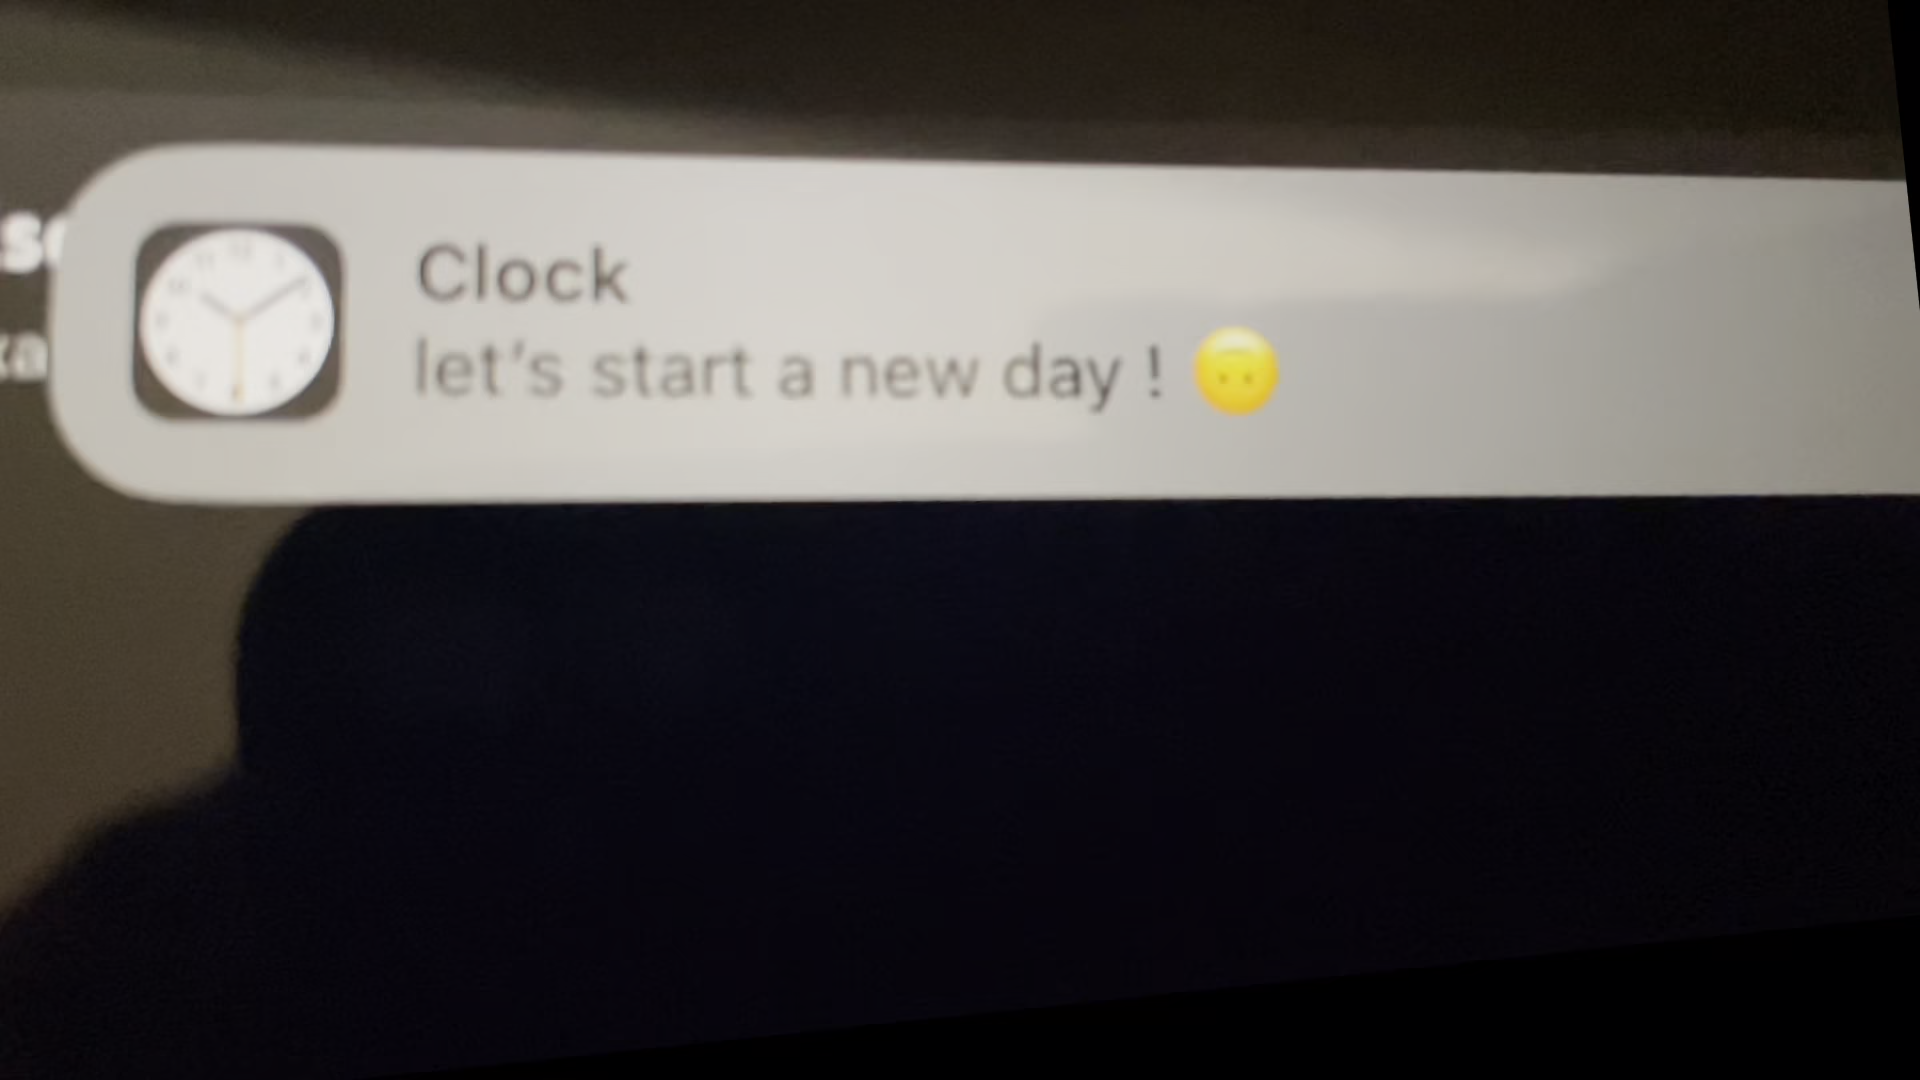 Clock
let's start a new day ! 🙃